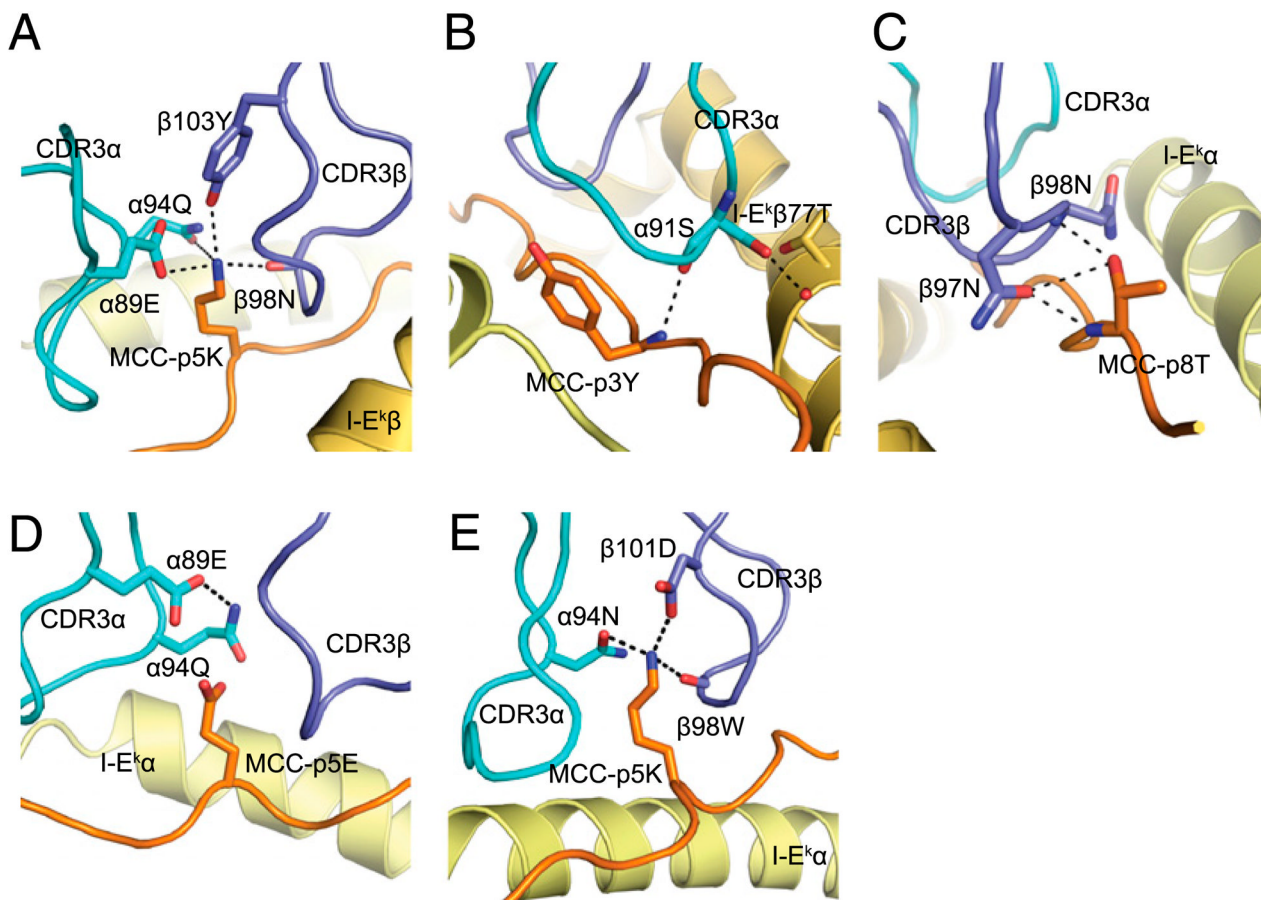 A
β103Y
CDR3α
CDR3β
α94Q
α89E
β98N
MCC-p5K
I-Eᵏβ
B
CDR3α
α91S
I-Eᵏβ77T
MCC-p3Y
C
CDR3α
I-Eᵏα
β98N
CDR3β
β97N
MCC-p8T
D
α89E
CDR3α
CDR3β
α94Q
I-Eᵏα
MCC-p5E
E
β101D
CDR3β
α94N
CDR3α
β98W
MCC-p5K
I-Eᵏα